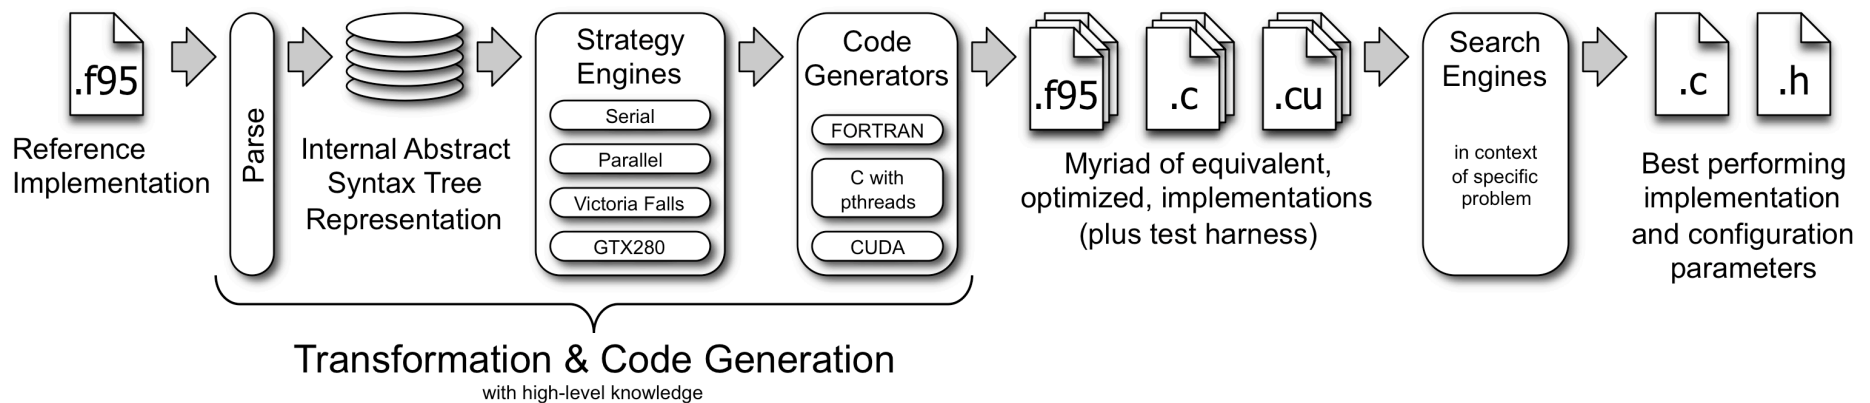 .f95
Reference
Implementation
Parse
Internal Abstract
Syntax Tree
Representation
Strategy
Engines
Serial
Parallel
Victoria Falls
GTX280
Code
Generators
FORTRAN
C with
pthreads
CUDA
.f95
.c
.cu
Myriad of equivalent,
optimized, implementations
(plus test harness)
Search
Engines
in context
of specific
problem
.c
.h
Best performing
implementation
and configuration
parameters
Transformation & Code Generation
with high-level knowledge